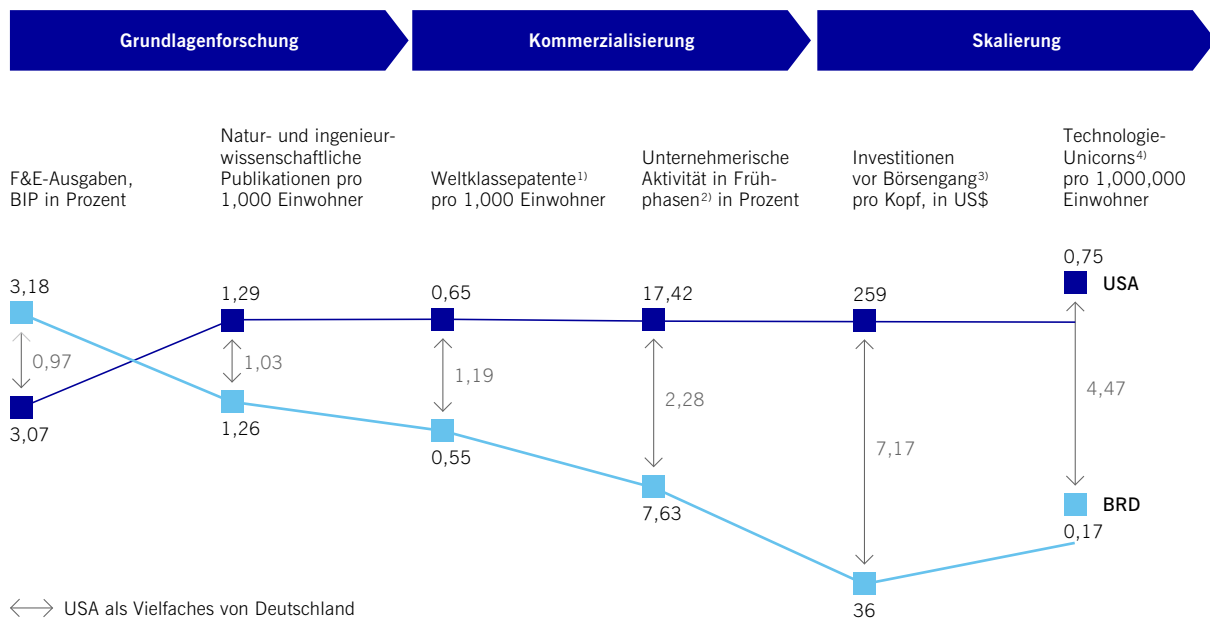 Grundlagenforschung
Kommerzialisierung
Skalierung
F&E-Ausgaben,
BIP in Prozent
Natur- und ingenieur-
wissenschaftliche
Publikationen pro
1,000 Einwohner
Weltklassepatente1)
pro 1,000 Einwohner
Unternehmerische
Aktivität in Früh-
phasen2) in Prozent
Investitionen
vor Börsengang3)
pro Kopf, in US$
Technologie-
Unicorns4)
pro 1,000,000
Einwohner
3,18
0,97
3,07
1,29
1,03
1,26
0,65
1,19
0,55
17,42
2,28
7,63
259
7,17
36
0,75
USA
4,47
BRD
0,17
USA als Vielfaches von Deutschland